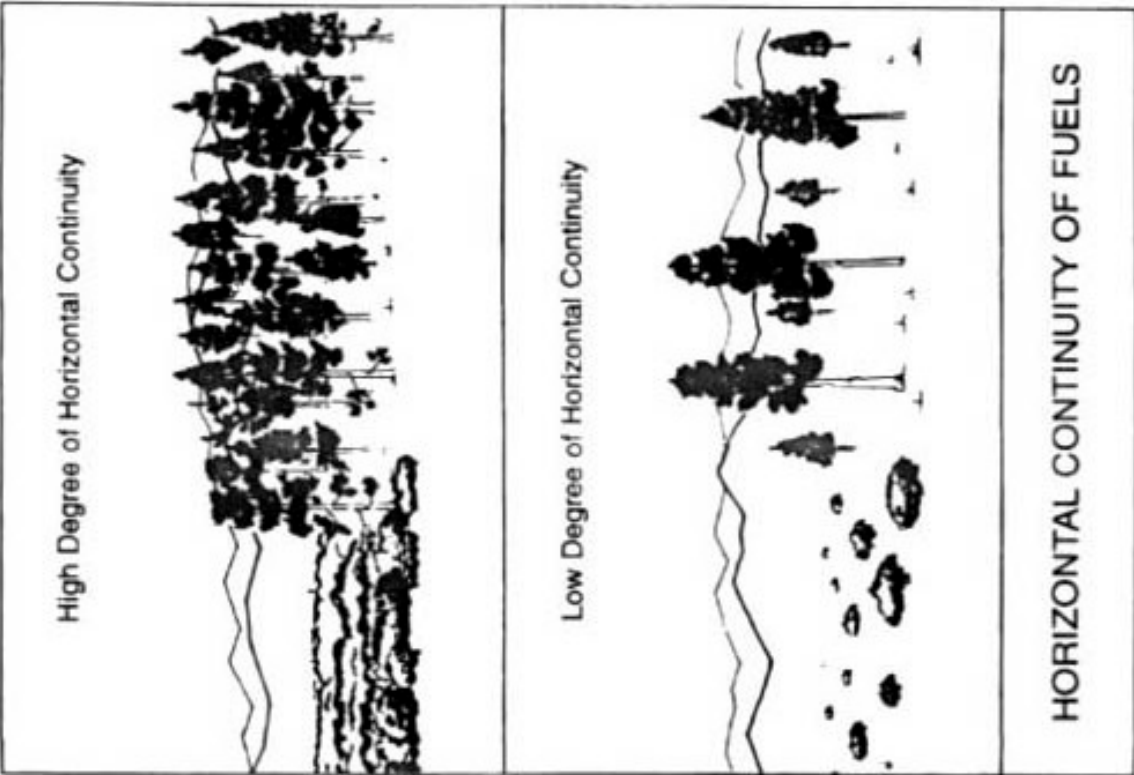 High Degree of Horizontal Continuity
Low Degree of Horizontal Continuity
HORIZONTAL CONTINUITY OF FUELS